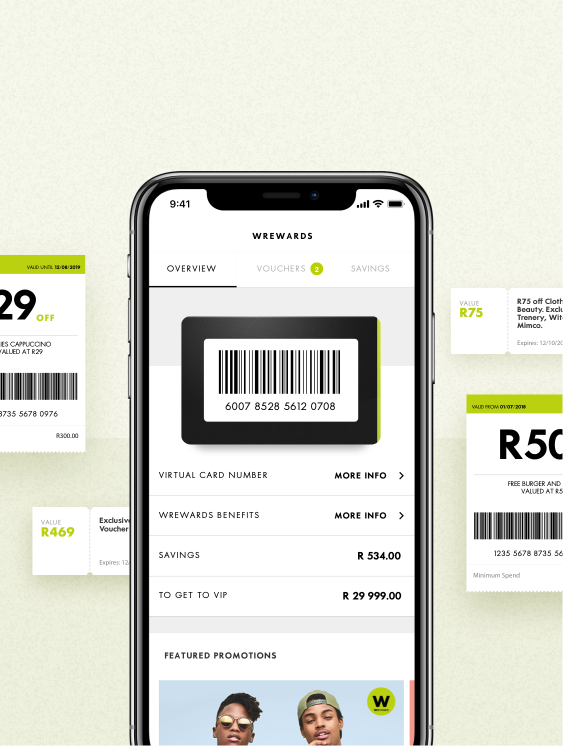 9:41
WREWARDS
OVERVIEW
VOUCHERS 2
SAVINGS
6007 8528 5612 0708
VIRTUAL CARD NUMBER
MORE INFO
WREWARDS BENEFITS
MORE INFO
SAVINGS
R 534.00
TO GET TO VIP
R 29 999.00
FEATURED PROMOTIONS
W
VALID UNTIL 12/08/2019
29
OFF
CAPPUCCINO
VALUED AT R29
8735 5678 0976
R300.00
VALUE
R469
Exclusive
Voucher
Expires: 12/
VALUE
R75
R75 off Cloth
Beauty. Exclu
Trenery, Wit
Mimco.
Expires: 12/10/20
VALID FROM 01/07/2018
R50
FREE BURGER AND
VALUED AT R5
1235 5678 8735 56
Minimum Spend